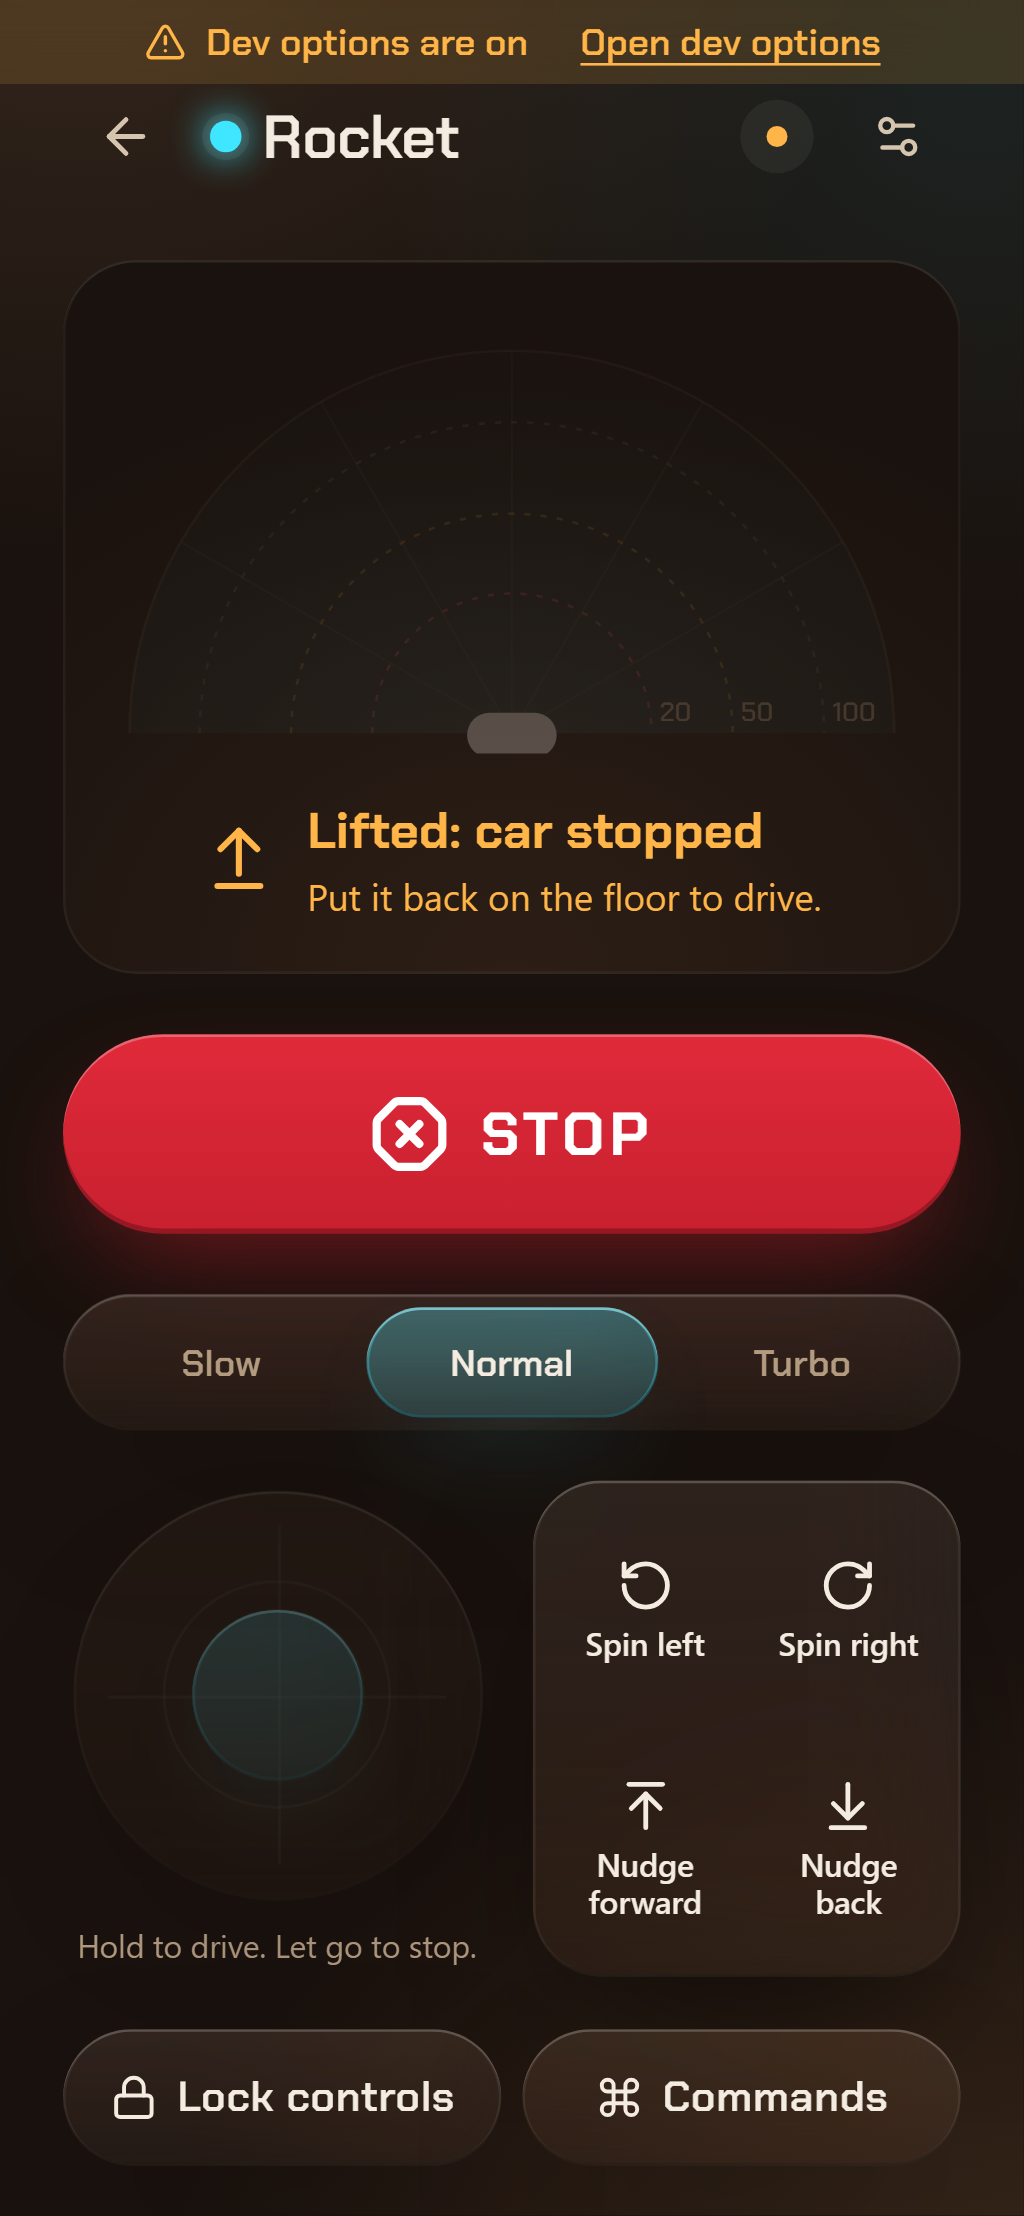 Dev options are on Open dev options
Rocket
20 50 100
Lifted: car stopped
Put it back on the floor to drive.
STOP
Slow Normal Turbo
Spin left Spin right
Nudge forward
Nudge back
Hold to drive. Let go to stop.
Lock controls Commands